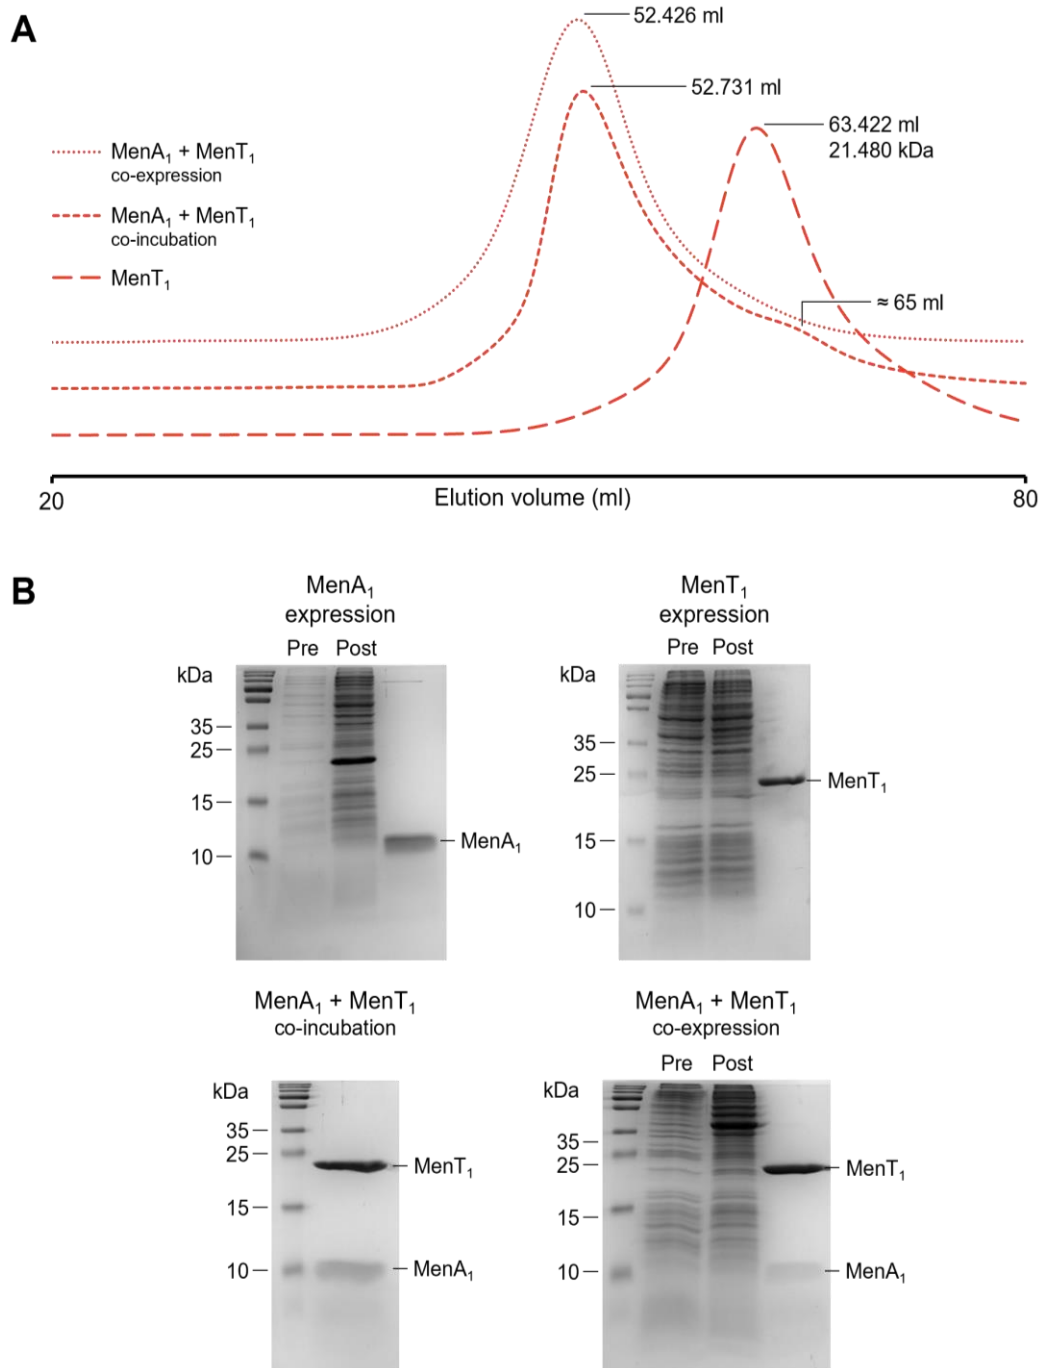 A
52.426 ml
52.731 ml
63.422 ml
21.480 kDa
MenA₁ + MenT₁
co-expression
MenA₁ + MenT₁
co-incubation
MenT₁
≈ 65 ml
20
Elution volume (ml)
80
B
MenA₁
expression
Pre Post
kDa
35
25
15
10
MenA₁
MenT₁
expression
Pre Post
kDa
35
25
15
10
MenT₁
MenA₁ + MenT₁
co-incubation
kDa
35
25
15
10
MenT₁
MenA₁
MenA₁ + MenT₁
co-expression
Pre Post
kDa
35
25
15
10
MenT₁
MenA₁